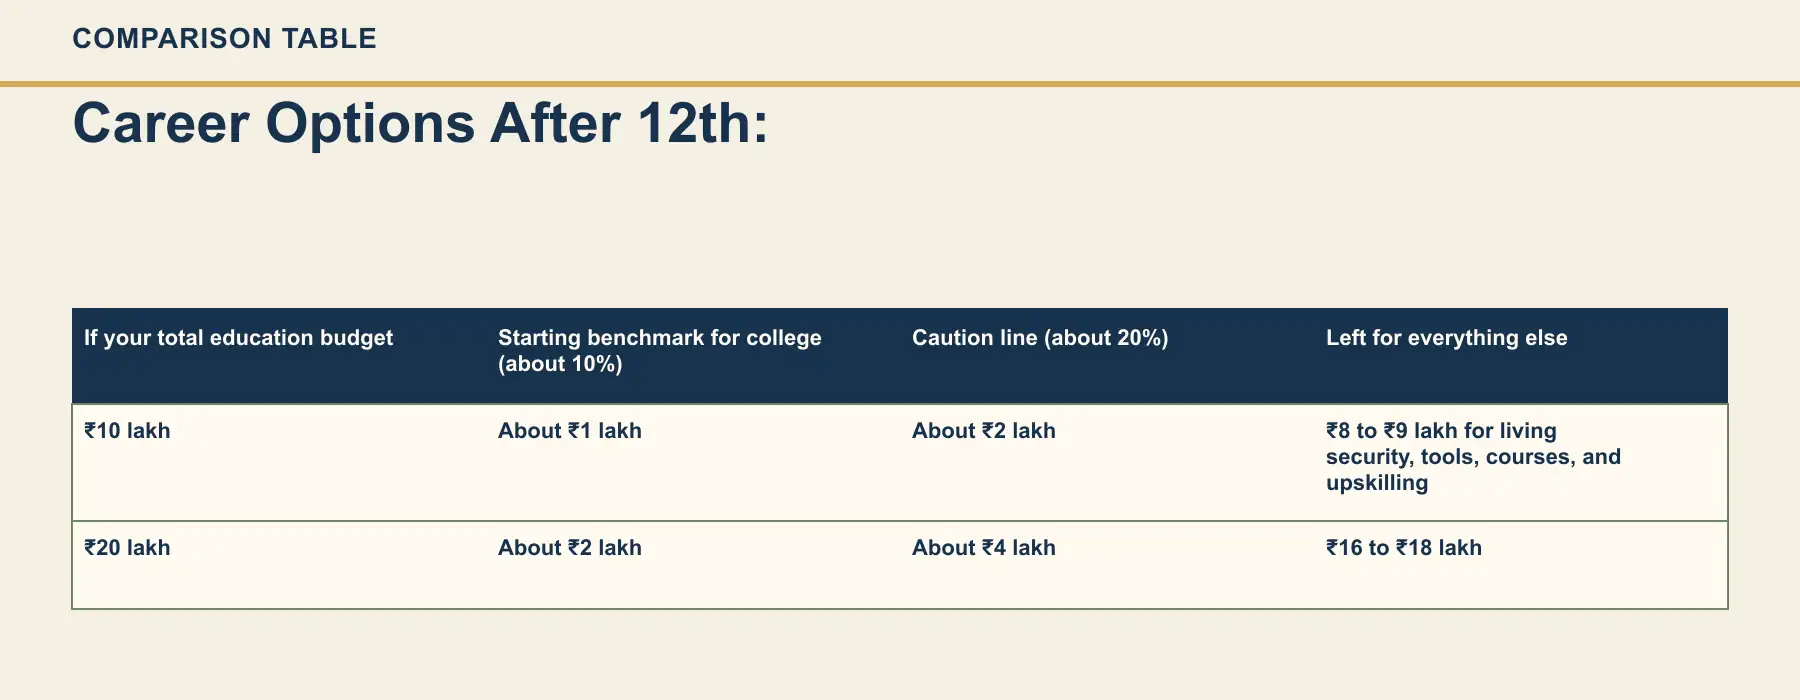 COMPARISON TABLE
Career Options After 12th:
If your total education budget
Starting benchmark for college
(about 10%)
Caution line (about 20%)
Left for everything else
₹10 lakh
About ₹1 lakh
About ₹2 lakh
₹8 to ₹9 lakh for living
security, tools, courses, and
upskilling
₹20 lakh
About ₹2 lakh
About ₹4 lakh
₹16 to ₹18 lakh